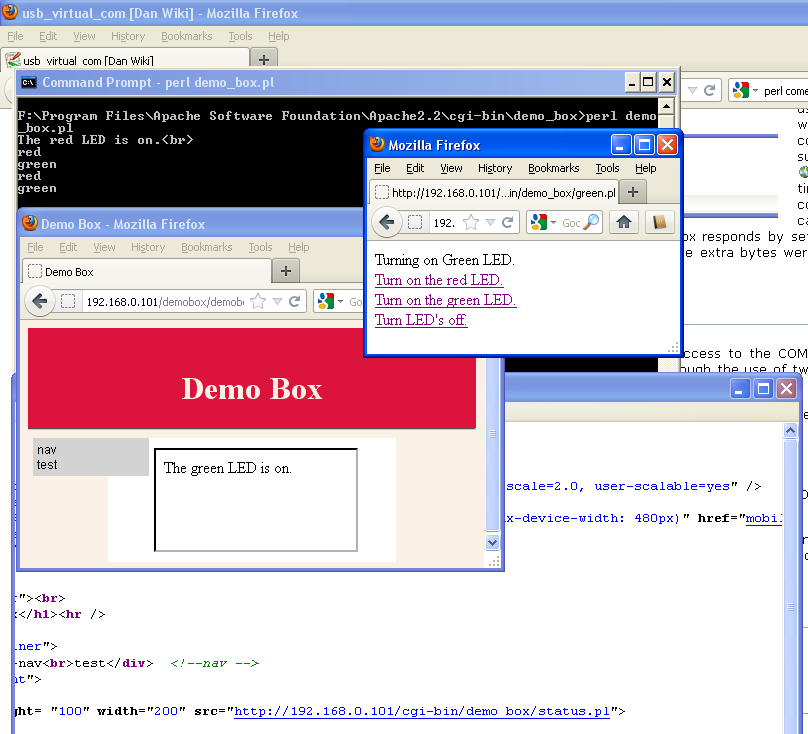 usb_virtual_com [Dan Wiki] - Mozilla Firefox
File Edit View History Bookmarks Tools Help
usb_virtual_com [Dan Wiki]
Command Prompt - perl demo_box.pl
perl come
F:\Program Files\Apache Software Foundation\Apache2.2\cgi-bin\demo_box>perl demo
_box.pl
The red LED is on.<br>
red
green
red
green
Mozilla Firefox
File Edit View History Bookmarks Tools Help
http://192.168.0.101/...in/demo_box/green.pl
192.
Goc
Turning on Green LED.
Turn on the red LED.
Turn on the green LED.
Turn LED's off.
ox responds by se
e extra bytes wer
ccess to the COM
ough the use of tw
Demo Box - Mozilla Firefox
File Edit View History Bookmarks Tools Help
Demo Box
192.168.0.101/demobox/demob
Go
Demo Box
nav
test
The green LED is on.
scale=2.0, user-scalable=yes" />
x-device-width: 480px)" href="mobil
r"><br>
x</h1><hr />
iner">
-nav<br>test</div> <!--nav -->
nt">
ght= "100" width="200" src="http://192.168.0.101/cgi-bin/demo_box/status.pl">